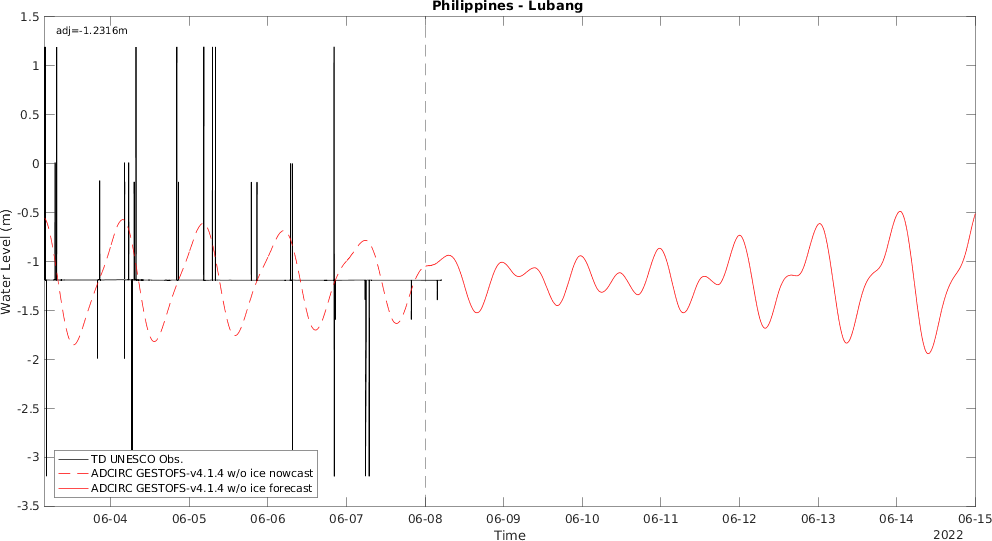 Philippines - Lubang
adj=-1.2316m
1.5
1
0.5
0
-0.5
-1
-1.5
-2
-2.5
-3
-3.5
Water Level (m)
TD UNESCO Obs.
ADCIRC GESTOFS-v4.1.4 w/o ice nowcast
ADCIRC GESTOFS-v4.1.4 w/o ice forecast
06-04 06-05 06-06 06-07 06-08 06-09 06-10 06-11 06-12 06-13 06-14 06-15
Time
2022